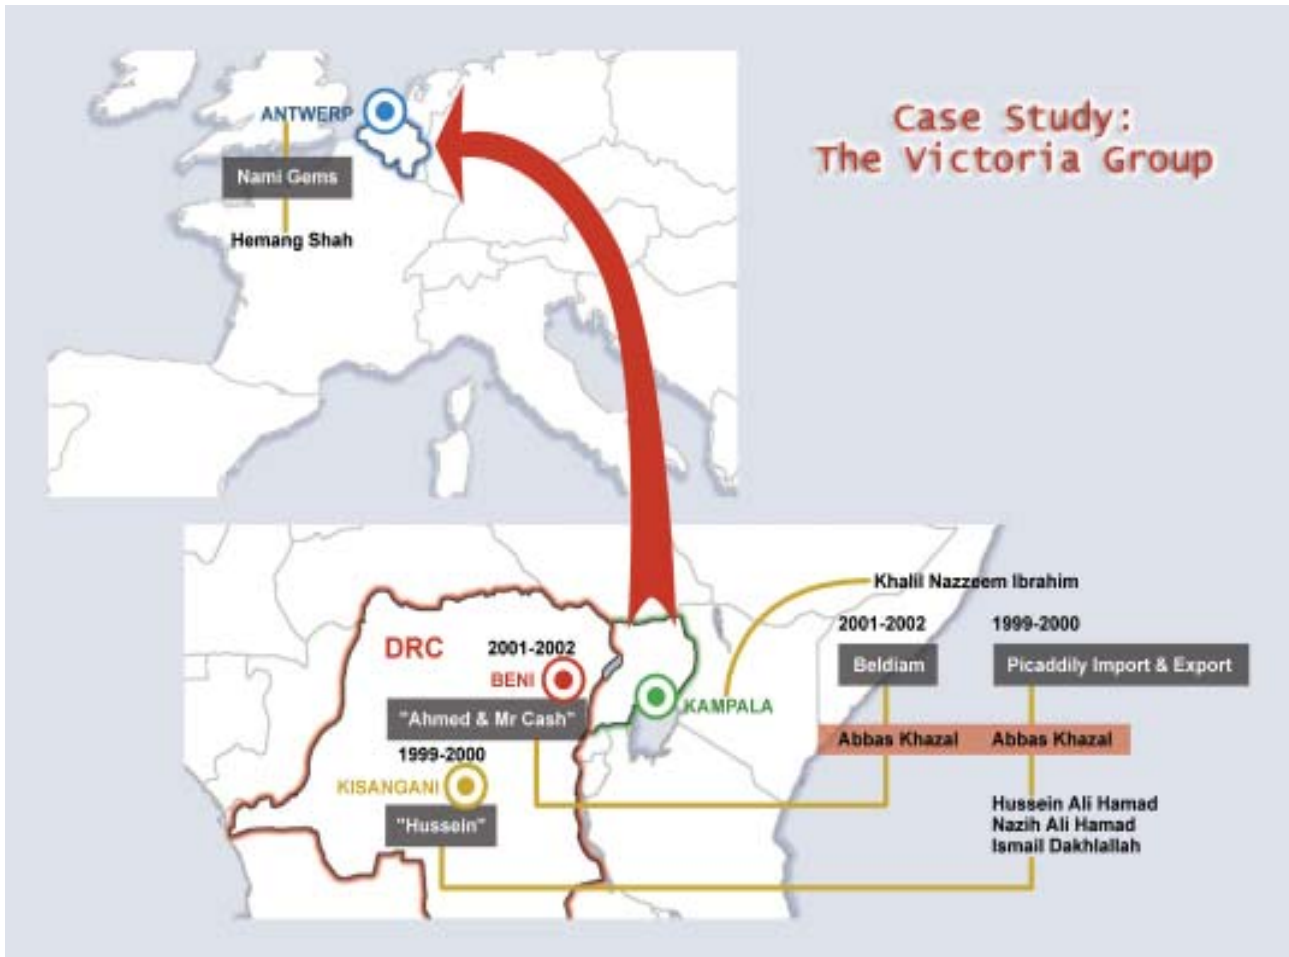 Case Study:
The Victoria Group
ANTWERP
Nami Gems
Hemang Shah
Khalil Nazzeem Ibrahim
2001-2002
1999-2000
Beldiam
Picaddily Import & Export
Abbas Khazal
Abbas Khazal
Hussein Ali Hamad
Nazih Ali Hamad
Ismail Dakhlallah
DRC
2001-2002
BENI
"Ahmed & Mr Cash"
KAMPALA
1999-2000
KISANGANI
"Hussein"